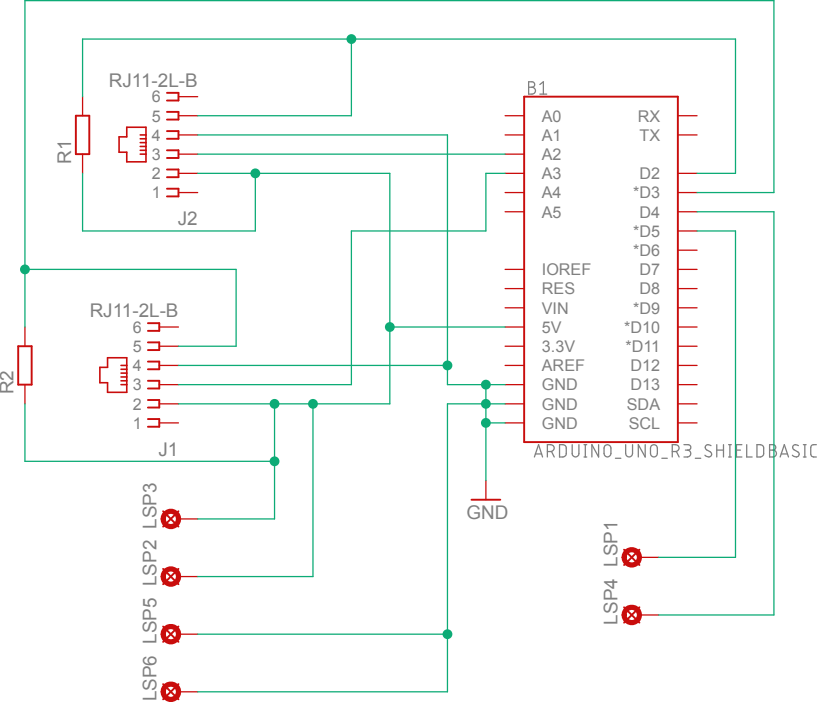 RJ11-2L-B
6
5
4
3
2
1
R1
J2
RJ11-2L-B
6
5
4
3
2
1
R2
J1
B1
A0 RX
A1 TX
A2
A3 D2
A4 *D3
A5 D4
*D5
*D6
IOREF D7
RES D8
VIN *D9
5V *D10
3.3V *D11
AREF D12
GND D13
GND SDA
GND SCL
ARDUINO_UNO_R3_SHIELDBASIC
GND
LSP3
LSP2
LSP5
LSP6
LSP1
LSP4